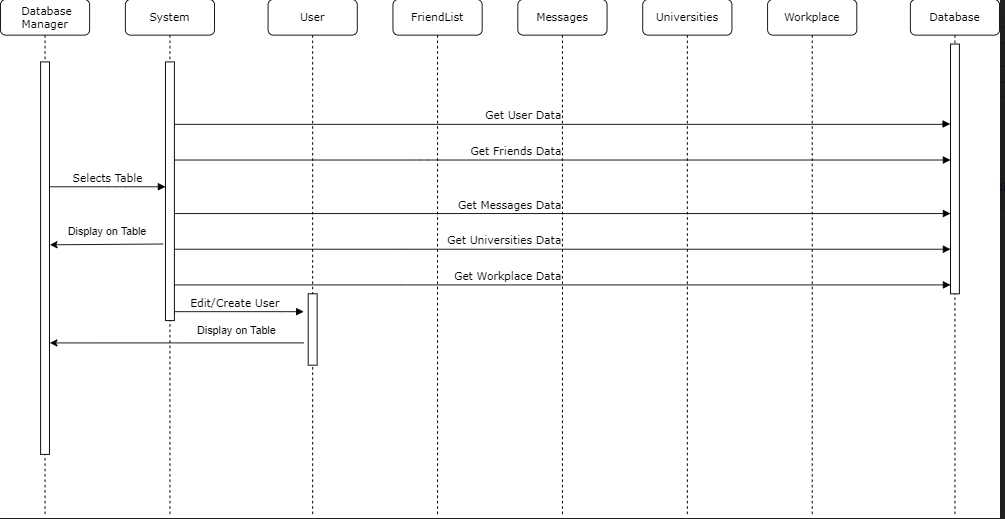 Database
Manager
System
User
FriendList
Messages
Universities
Workplace
Database
Get User Data
Get Friends Data
Selects Table
Get Messages Data
Display on Table
Get Universities Data
Get Workplace Data
Edit/Create User
Display on Table